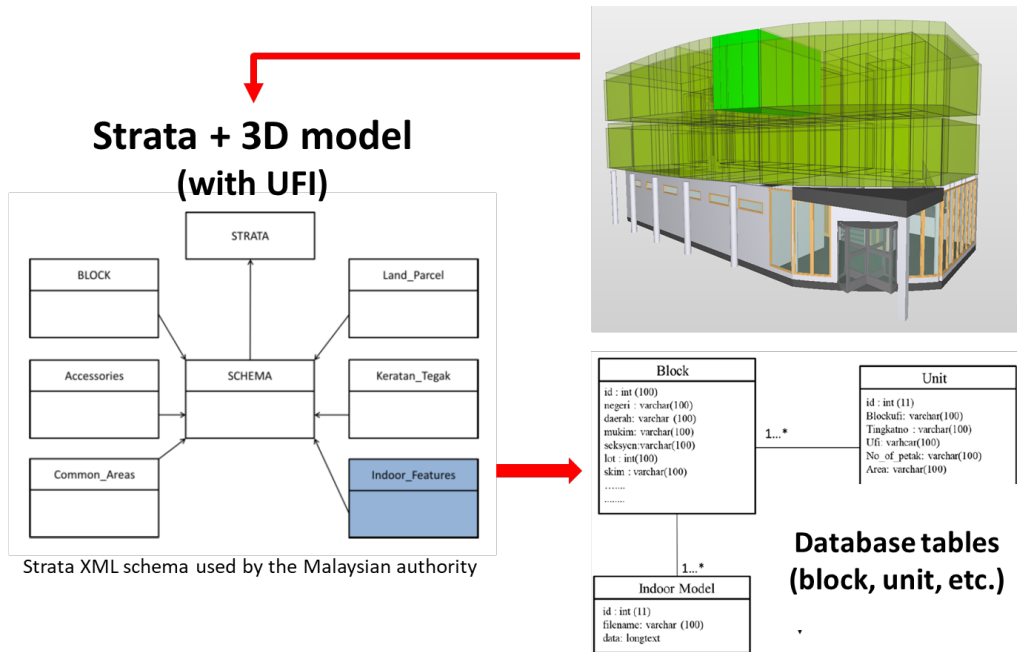 Strata + 3D model
(with UFI)
STRATA
BLOCK
Land_Parcel
Accessories
SCHEMA
Keratan_Tegak
Common_Areas
Indoor_Features
Strata XML schema used by the Malaysian authority
Block
id : int (100)
negeri : varchar(100)
daerah: varchar (100)
mukim: varchar(100)
seksyen:varchar(100)
lot : int(100)
skim : varchar(100)
.......
........
1...*
Unit
id : int (11)
Blockufi: varchar(100)
Tingkatno : varchar(100)
Ufi: varhcar(100)
No_of_petak: varchar(100)
Area: varchar(100)
1...*
Indoor Model
id : int (11)
filename: varchar (100)
data: longtext
Database tables
(block, unit, etc.)